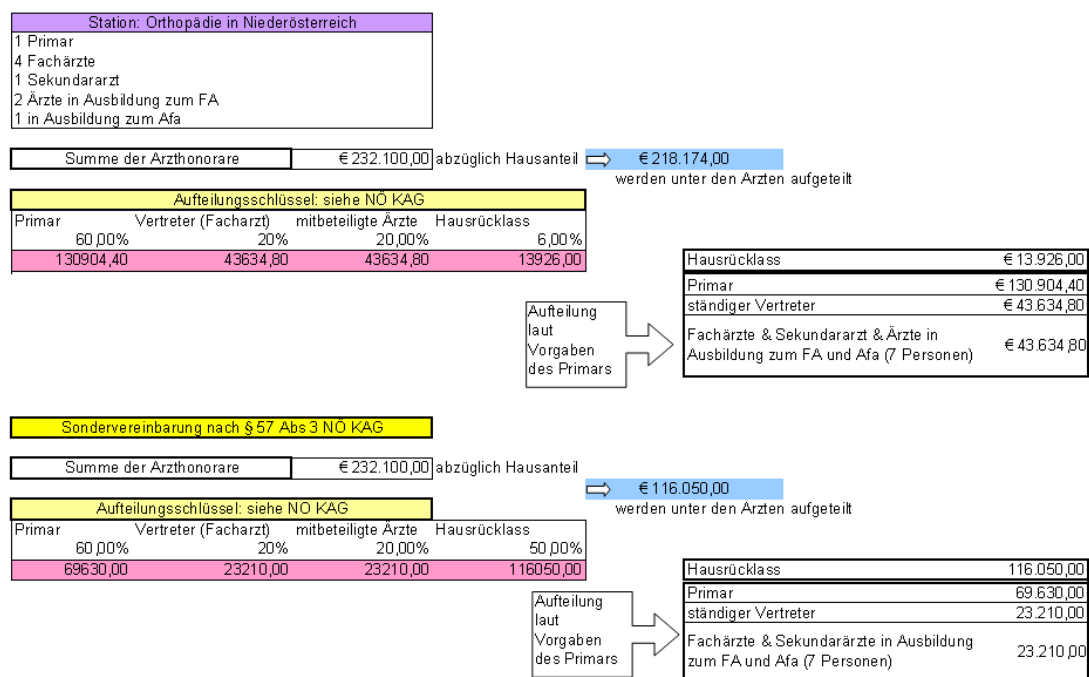 Station: Orthopädie in Niederösterreich
1 Primar
4 Fachärzte
1 Sekundararzt
2 Ärzte in Ausbildung zum FA
1 in Ausbildung zum Afa
Summe der Arzthonorare € 232.100,00 abzüglich Hausanteil € 218.174,00
werden unter den Arzten aufgeteilt
Aufteilungsschlüssel: siehe NÖ KAG
Primar Vertreter (Facharzt) mitbeteiligte Ärzte Hausrücklass
60,00% 20% 20,00% 6,00%
130904,40 43634,80 43634,80 13926,00
Hausrücklass € 13.926,00
Primar € 130.904,40
ständiger Vertreter € 43.634,80
Fachärzte & Sekundararzt & Ärzte in
Ausbildung zum FA und Afa (7 Personen) € 43.634,80
Aufteilung
laut
Vorgaben
des Primars
Sondervereinbarung nach § 57 Abs 3 NÖ KAG
Summe der Arzthonorare € 232.100,00 abzüglich Hausanteil
€ 116.050,00
werden unter den Arzten aufgeteilt
Aufteilungsschlüssel: siehe NO KAG
Primar Vertreter (Facharzt) mitbeteiligte Ärzte Hausrücklass
60,00% 20% 20,00% 50,00%
69630,00 23210,00 23210,00 116050,00
Hausrücklass 116.050,00
Primar 69.630,00
ständiger Vertreter 23.210,00
Fachärzte & Sekundarärzte in Ausbildung
zum FA und Afa (7 Personen) 23.210,00
Aufteilung
laut
Vorgaben
des Primars